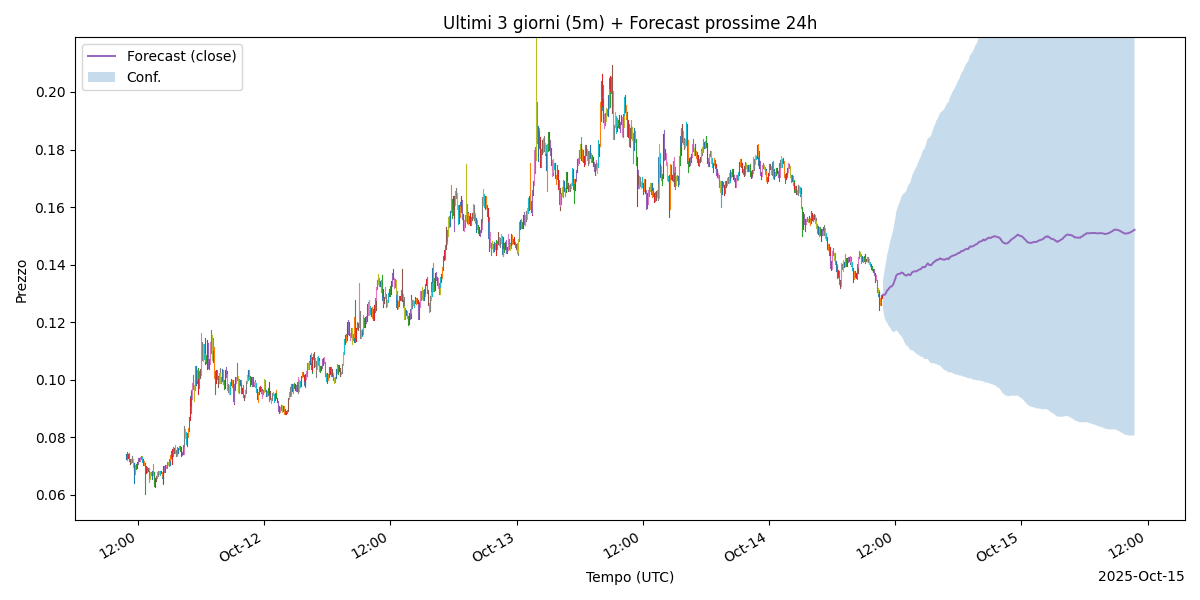 Ultimi 3 giorni (5m) + Forecast prossime 24h
Forecast (close)
Conf.
Prezzo
0.20
0.18
0.16
0.14
0.12
0.10
0.08
0.06
12:00
Oct-12
12:00
Oct-13
12:00
Oct-14
12:00
Oct-15
12:00
Tempo (UTC)
2025-Oct-15